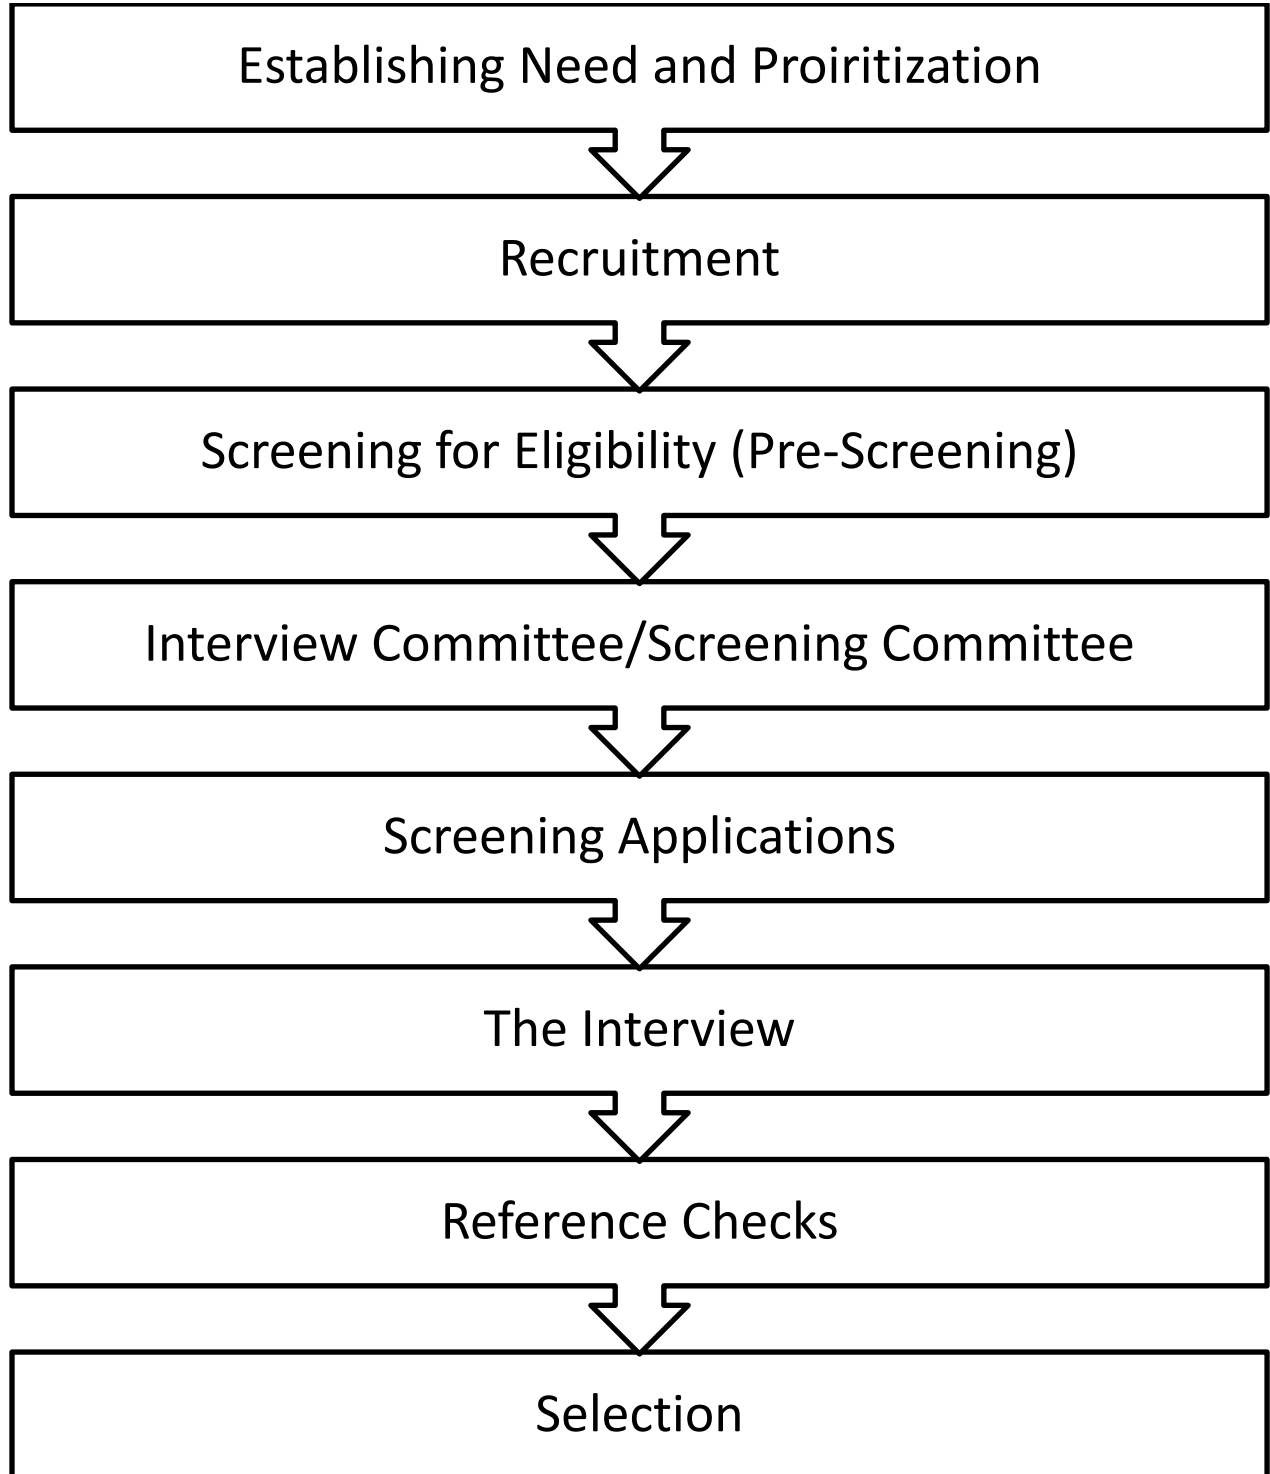 Establishing Need and Proiritization
Recruitment
Screening for Eligibility (Pre-Screening)
Interview Committee/Screening Committee
Screening Applications
The Interview
Reference Checks
Selection